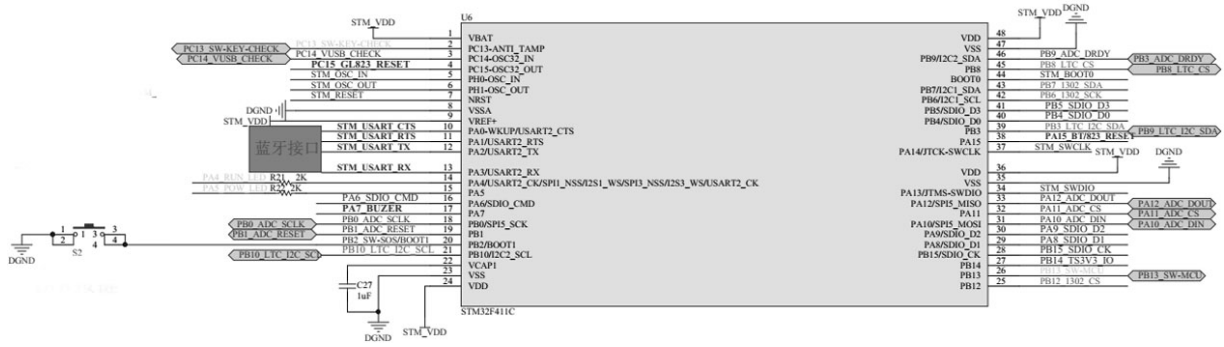 U6
STM_VDD
1 VBAT
PC13_SW-KEY-CHECK PC13_SW-KEY-CHECK 2 PC13-ANTI_TAMP
PC14_VUSB_CHECK PC14_VUSB_CHECK 3 PC14-OSC32_IN
PC15_GL823_RESET 4 PC15-OSC32_OUT
STM_OSC_IN 5 PH0-OSC_IN
STM_OSC_OUT 6 PH1-OSC_OUT
STM_RESET 7 NRST
DGND 8 VSSA
STM_VDD 9 VREF+
STM_USART_CTS 10 PA0-WKUP/USART2_CTS
STM_USART_RTS 11 PA1/USART2_RTS
蓝牙接口
STM_USART_TX 12 PA2/USART2_TX
STM_USART_RX 13 PA3/USART2_RX
PA4_RUN_LED R21 2K 14 PA4/USART2_CK/SPI1_NSS/I2S1_WS/SPI3_NSS/I2S3_WS/USART2_CK
PA5_POW_LED 2K 15 PA5
PA6_SDIO_CMD 16 PA6/SDIO_CMD
PA7_BUZER 17 PA7
PB0_ADC_SCLK PB0_ADC_SCLK 18 PB0/SPI5_SCK
PB1_ADC_RESET PB1_ADC_RESET 19 PB1
PB2_SW-SOS/BOOT1 20 PB2/BOOT1
PB10_LTC_I2C_SCL PB10_LTC_I2C_SCL 21 PB10/I2C2_SCL
22 VCAP1
23 VSS
24 VDD
1 1 3 3
2 4 4
S2
DGND
C27
1uF
DGND
STM_VDD
STM32F411C
STM_VDD
DGND
VDD 48
VSS 47
PB9/I2C2_SDA 46 PB9_ADC_DRDY PB3_ADC_DRDY
PB8 45 PB8_LTC_CS PB8_LTC_CS
BOOT0 44 STM_BOOT0
PB7/I2C1_SDA 43 PB7_1302_SDA
PB6/I2C1_SCL 42 PB6_1302_SCK
PB5/SDIO_D3 41 PB5_SDIO_D3
PB4/SDIO_D0 40 PB4_SDIO_D0
PB3 39 PB3_LTC_I2C_SDA PB9_LTC_I2C_SDA
PA15 38 PA15_BT/823_RESET
PA14/JTCK-SWCLK 37 STM_SWCLK
STM_VDD
DGND
VDD 36
VSS 35
PA13/JTMS-SWDIO 34 STM_SWDIO
PA12/SPI5_MISO 33 PA12_ADC_DOUT PA12_ADC_DOUT
PA11 32 PA11_ADC_CS PA11_ADC_CS
PA10/SPI5_MOSI 31 PA10_ADC_DIN PA10_ADC_DIN
PA9/SDIO_D2 30 PA9_SDIO_D2
PA8/SDIO_D1 29 PA8_SDIO_D1
PB15/SDIO_CK 28 PB15_SDIO_CK
PB14 27 PB14_TS3V3_IO
PB13 26 PB13_SW-MCU PB13_SW-MCU
PB12 25 PB12_1302_CS